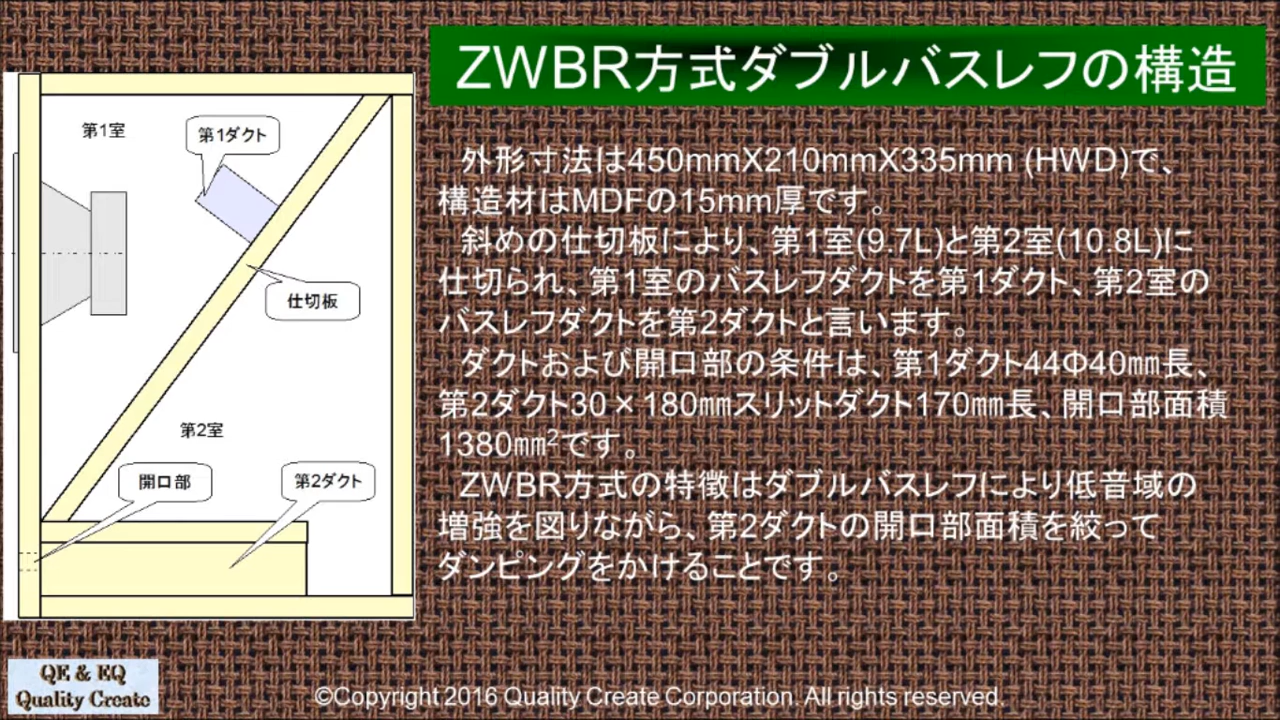 ZWBR方式ダブルバスレフの構造
第1室
第1ダクト
仕切板
第2室
開口部
第2ダクト
外形寸法は450mmX210mmX335mm (HWD)で、
構造材はMDFの15mm厚です。
斜めの仕切板により、第1室(9.7L)と第2室(10.8L)に
仕切られ、第1室のバスレフダクトを第1ダクト、第2室の
バスレフダクトを第2ダクトと言います。
ダクトおよび開口部の条件は、第1ダクト44Φ40㎜長、
第2ダクト30×180㎜スリットダクト170㎜長、開口部面積
1380㎜²です。
ZWBR方式の特徴はダブルバスレフにより低音域の
増強を図りながら、第2ダクトの開口部面積を絞って
ダンピングをかけることです。
QE & EQ
Quality Create
©Copyright 2016 Quality Create Corporation. All rights reserved.